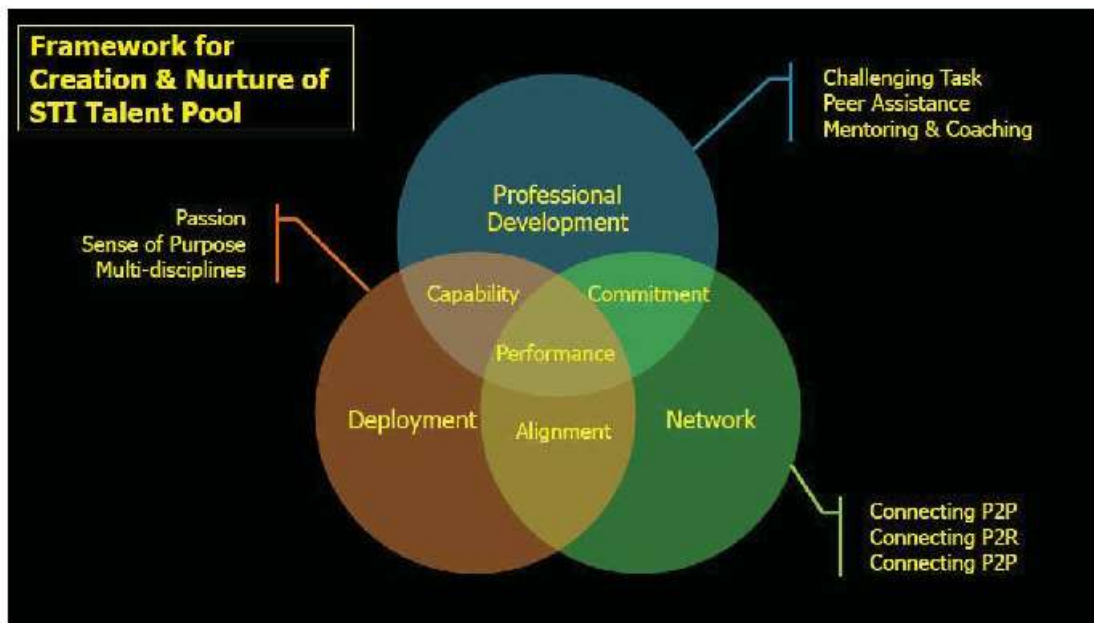 Framework for
Creation & Nurture of
STI Talent Pool
Challenging Task
Peer Assistance
Mentoring & Coaching
Professional
Development
Passion
Sense of Purpose
Multi-disciplines
Capability
Commitment
Performance
Deployment
Alignment
Network
Connecting P2P
Connecting P2R
Connecting P2P